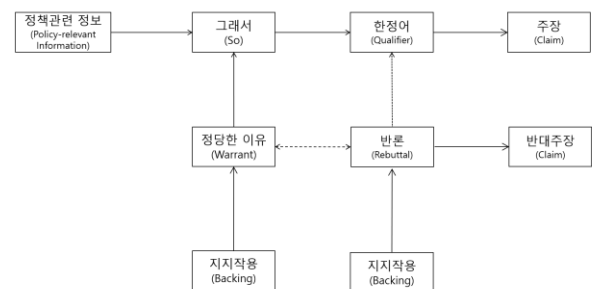 정책관련 정보
(Policy-relevant
Information)
그래서
(So)
한정어
(Qualifier)
주장
(Claim)
정당한 이유
(Warrant)
반론
(Rebuttal)
반대주장
(Claim)
지지작용
(Backing)
지지작용
(Backing)